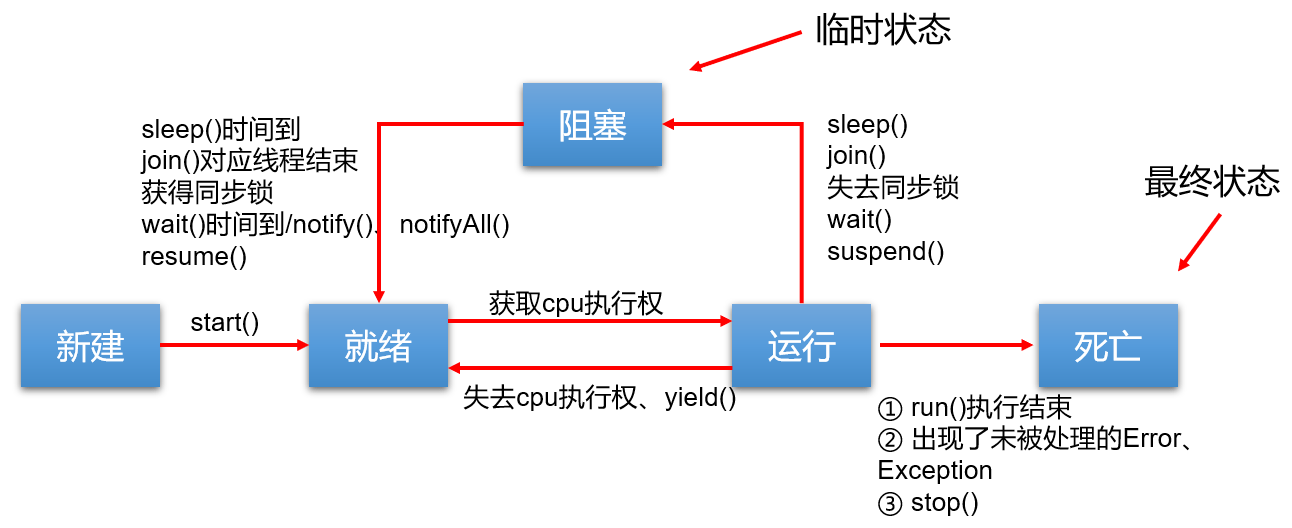 临时状态
阻塞
sleep()时间到
join()对应线程结束
获得同步锁
wait()时间到/notify()、notifyAll()
resume()
sleep()
join()
失去同步锁
wait()
suspend()
最终状态
新建
start()
就绪
获取cpu执行权
失去cpu执行权、yield()
运行
死亡
① run()执行结束
② 出现了未被处理的Error、
Exception
③ stop()